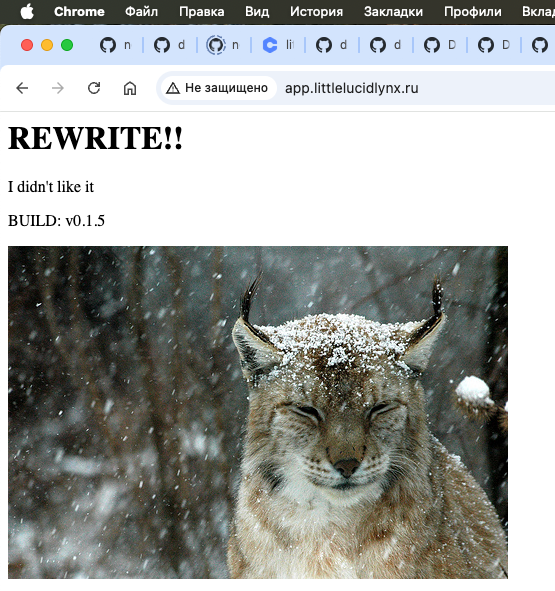 Chrome Файл Правка Вид История Закладки Профили Вклад
n d n li d d D D
Не защищено app.littlelucidlynx.ru
REWRITE!!
I didn't like it
BUILD: v0.1.5